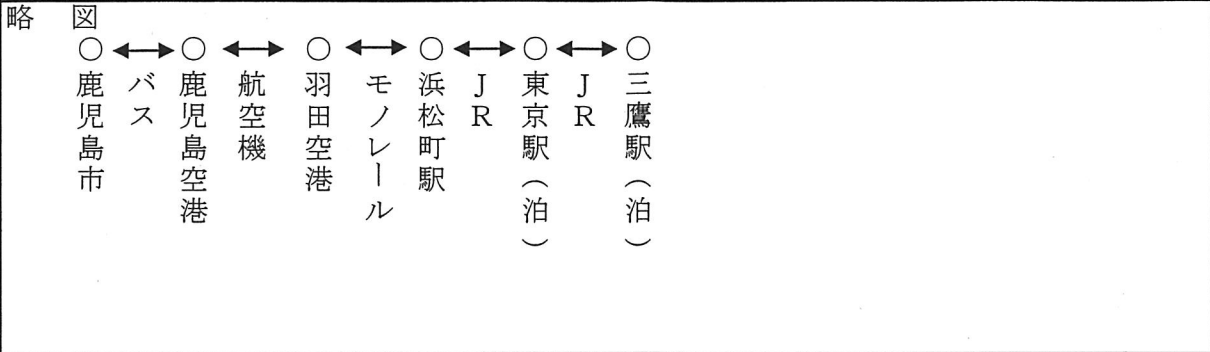 略　図
○ ⟷ ○ ⟷ ○ ⟷ ○ ⟷ ○ ⟷ ○
鹿児島市
バス
鹿児島空港
航空機
羽田空港
モノレール
浜松町駅
JR
東京駅（泊）
JR
三鷹駅（泊）